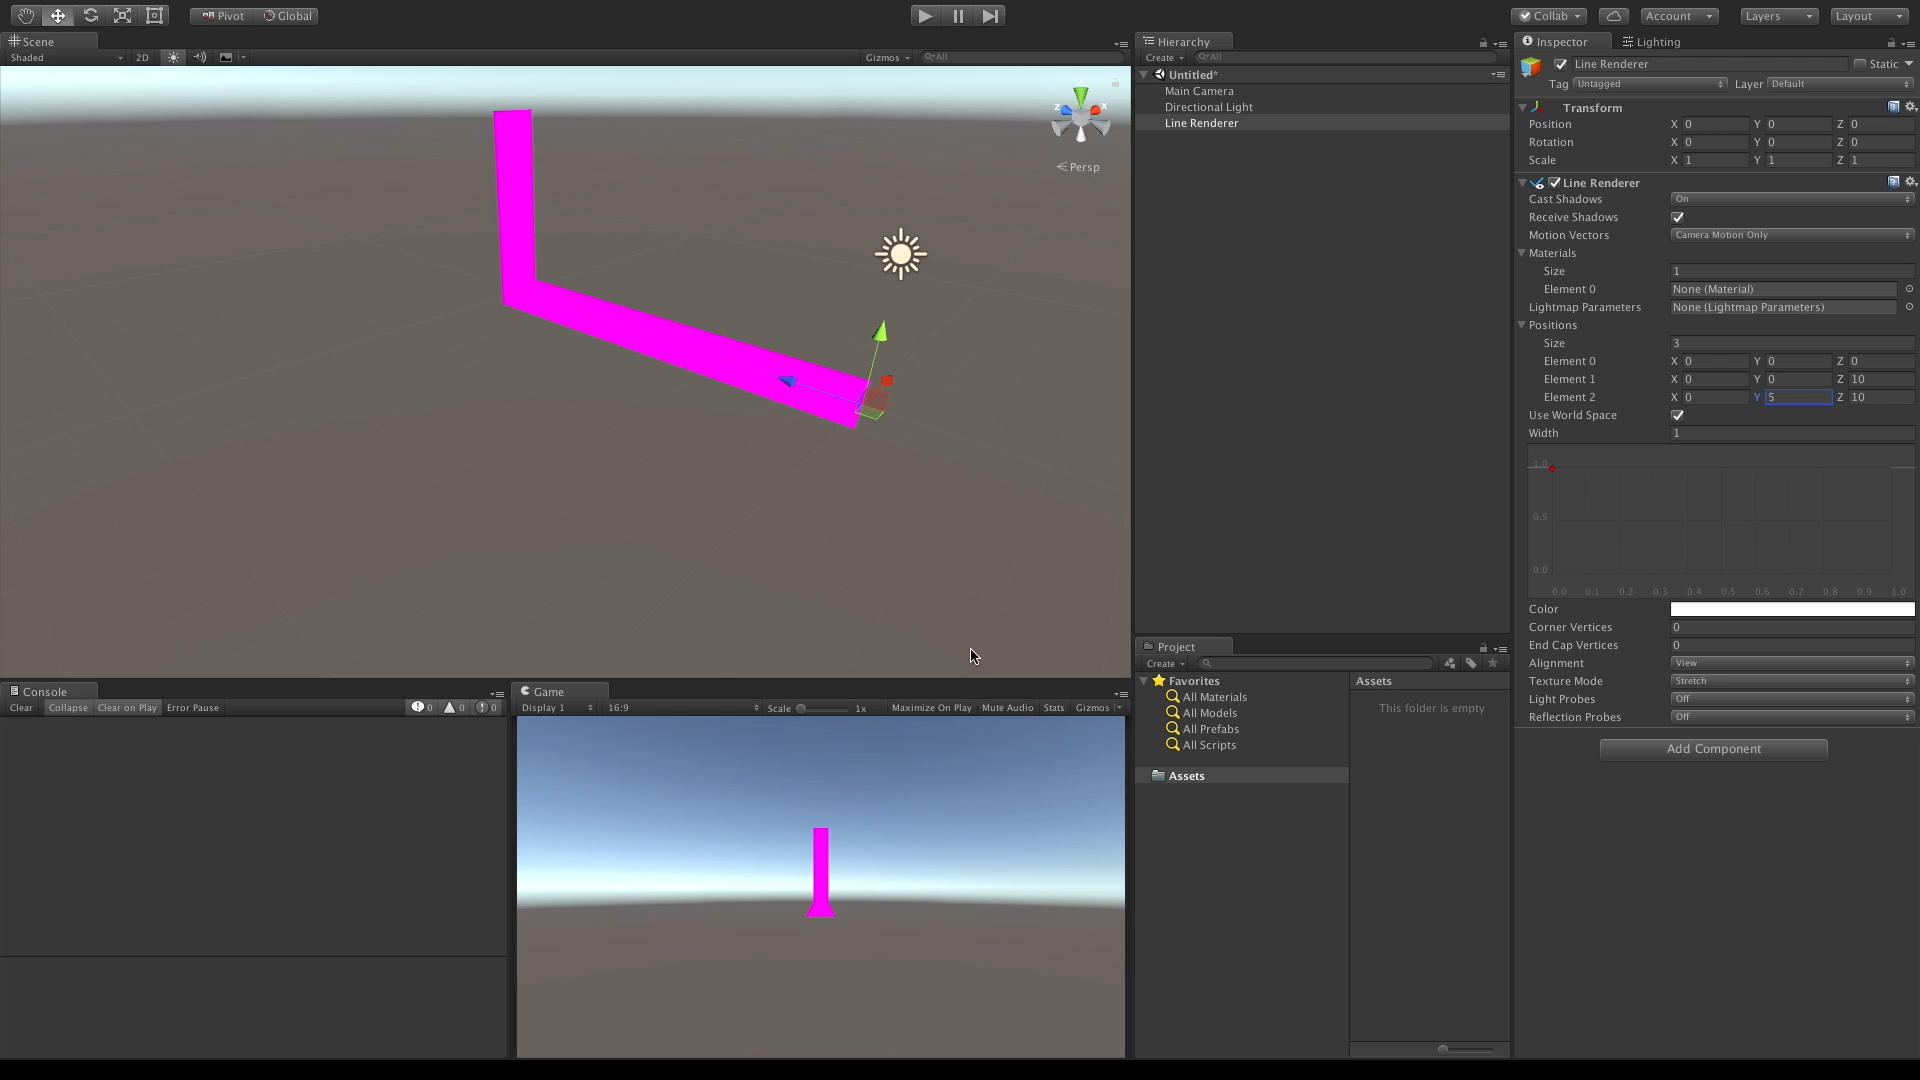 Pivot Global Collab Account Layers Layout
Scene
Shaded 2D Gizmos All
Y
z x
Persp
Hierarchy
Create All
Untitled*
Main Camera
Directional Light
Line Renderer
Inspector Lighting
Line Renderer Static
Tag Untagged Layer Default
Transform
Position X 0 Y 0 Z 0
Rotation X 0 Y 0 Z 0
Scale X 1 Y 1 Z 1
Line Renderer
Cast Shadows On
Receive Shadows
Motion Vectors Camera Motion Only
Materials
Size 1
Element 0 None (Material)
Lightmap Parameters None (Lightmap Parameters)
Positions
Size 3
Element 0 X 0 Y 0 Z 0
Element 1 X 0 Y 0 Z 10
Element 2 X 0 Y 5 Z 10
Use World Space
Width 1
1.0
0.5
0.0
0.0 0.1 0.2 0.3 0.4 0.5 0.6 0.7 0.8 0.9 1.0
Color
Corner Vertices 0
End Cap Vertices 0
Alignment View
Texture Mode Stretch
Light Probes Off
Reflection Probes Off
Add Component
Console
Clear Collapse Clear on Play Error Pause 0 0 0
Game
Display 1 16:9 Scale 1x Maximize On Play Mute Audio Stats Gizmos
Project
Create
Favorites
All Materials
All Models
All Prefabs
All Scripts
Assets
Assets
This folder is empty